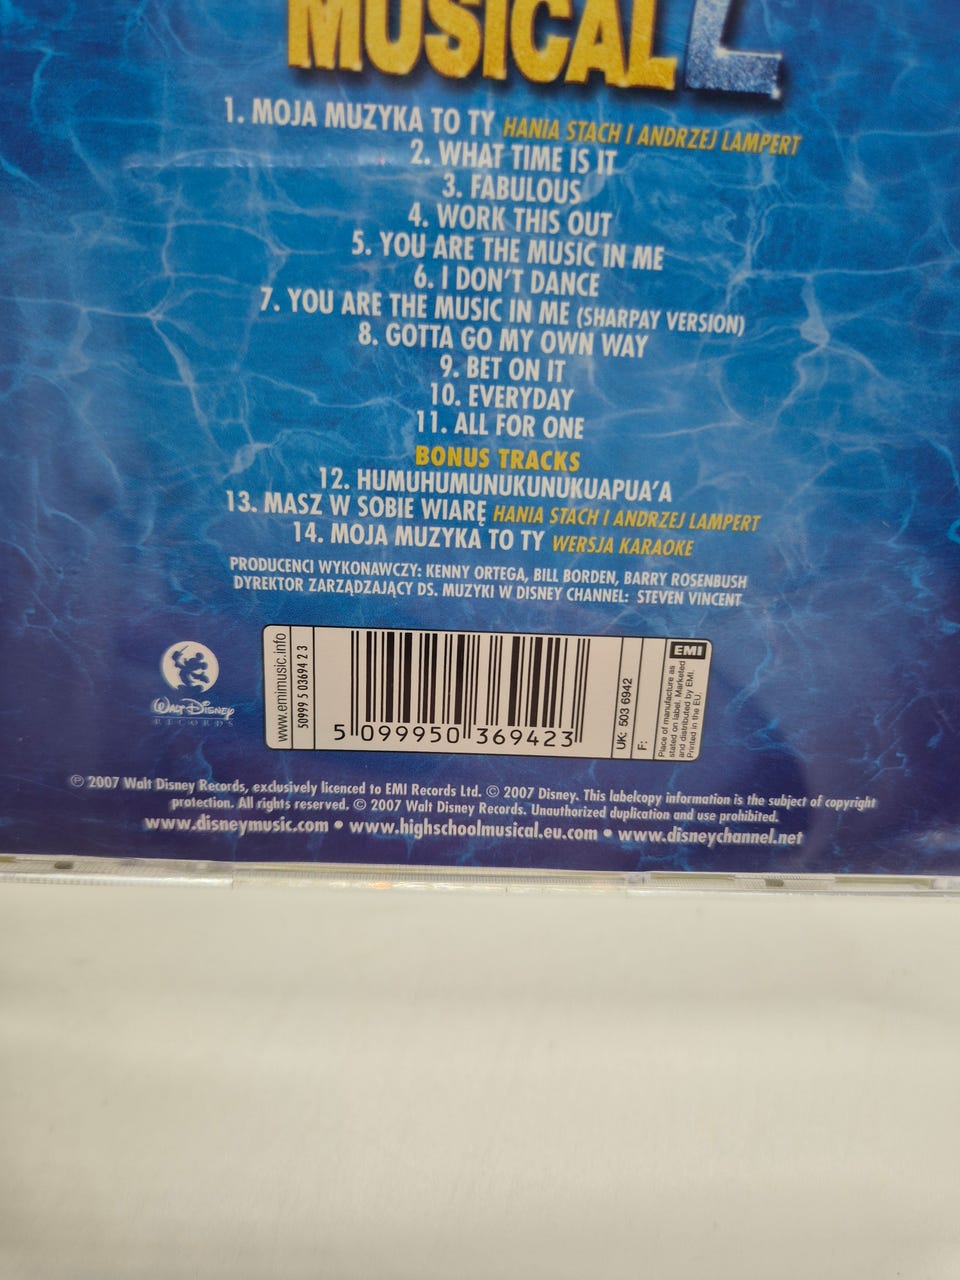 MUSICAL 2
1. MOJA MUZYKA TO TY HANIA STACH I ANDRZEJ LAMPERT
2. WHAT TIME IS IT
3. FABULOUS
4. WORK THIS OUT
5. YOU ARE THE MUSIC IN ME
6. I DON'T DANCE
7. YOU ARE THE MUSIC IN ME (SHARPAY VERSION)
8. GOTTA GO MY OWN WAY
9. BET ON IT
10. EVERYDAY
11. ALL FOR ONE
BONUS TRACKS
12. HUMUHUMUNUKUNUKUAPUA'A
13. MASZ W SOBIE WIARĘ HANIA STACH I ANDRZEJ LAMPERT
14. MOJA MUZYKA TO TY WERSJA KARAOKE
PRODUCENCI WYKONAWCZY: KENNY ORTEGA, BILL BORDEN, BARRY ROSENBUSH
DYREKTOR ZARZĄDZAJĄCY DS. MUZYKI W DISNEY CHANNEL: STEVEN VINCENT
WALT DISNEY
RECORDS
www.emimusic.info
50999 5 03694 2 3
5 099950 369423
UK: 503 6942
F:
EMI
Place of manufacture as
stated on label. Marketed
and distributed by EMI.
Printed in the EU.
℗ 2007 Walt Disney Records, exclusively licenced to EMI Records Ltd. © 2007 Disney. This labelcopy information is the subject of copyright
protection. All rights reserved. © 2007 Walt Disney Records. Unauthorized duplication and use prohibited.
www.disneymusic.com • www.highschoolmusical.eu.com • www.disneychannel.net